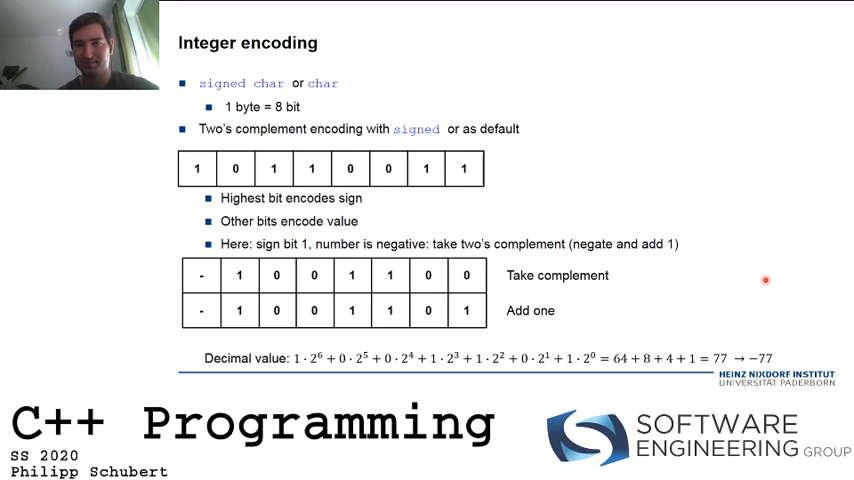 Integer encoding
signed char or char
1 byte = 8 bit
Two's complement encoding with signed or as default
1 0 1 1 0 0 1 1
Highest bit encodes sign
Other bits encode value
Here: sign bit 1, number is negative: take two's complement (negate and add 1)
- 1 0 0 1 1 0 0 Take complement
- 1 0 0 1 1 0 1 Add one
Decimal value: 1 · 2⁶ + 0 · 2⁵ + 0 · 2⁴ + 1 · 2³ + 1 · 2² + 0 · 2¹ + 1 · 2⁰ = 64 + 8 + 4 + 1 = 77 → −77
HEINZ NIXDORF INSTITUT
UNIVERSITÄT PADERBORN
C++ Programming
SS 2020
Philipp Schubert
SOFTWARE
ENGINEERING GROUP